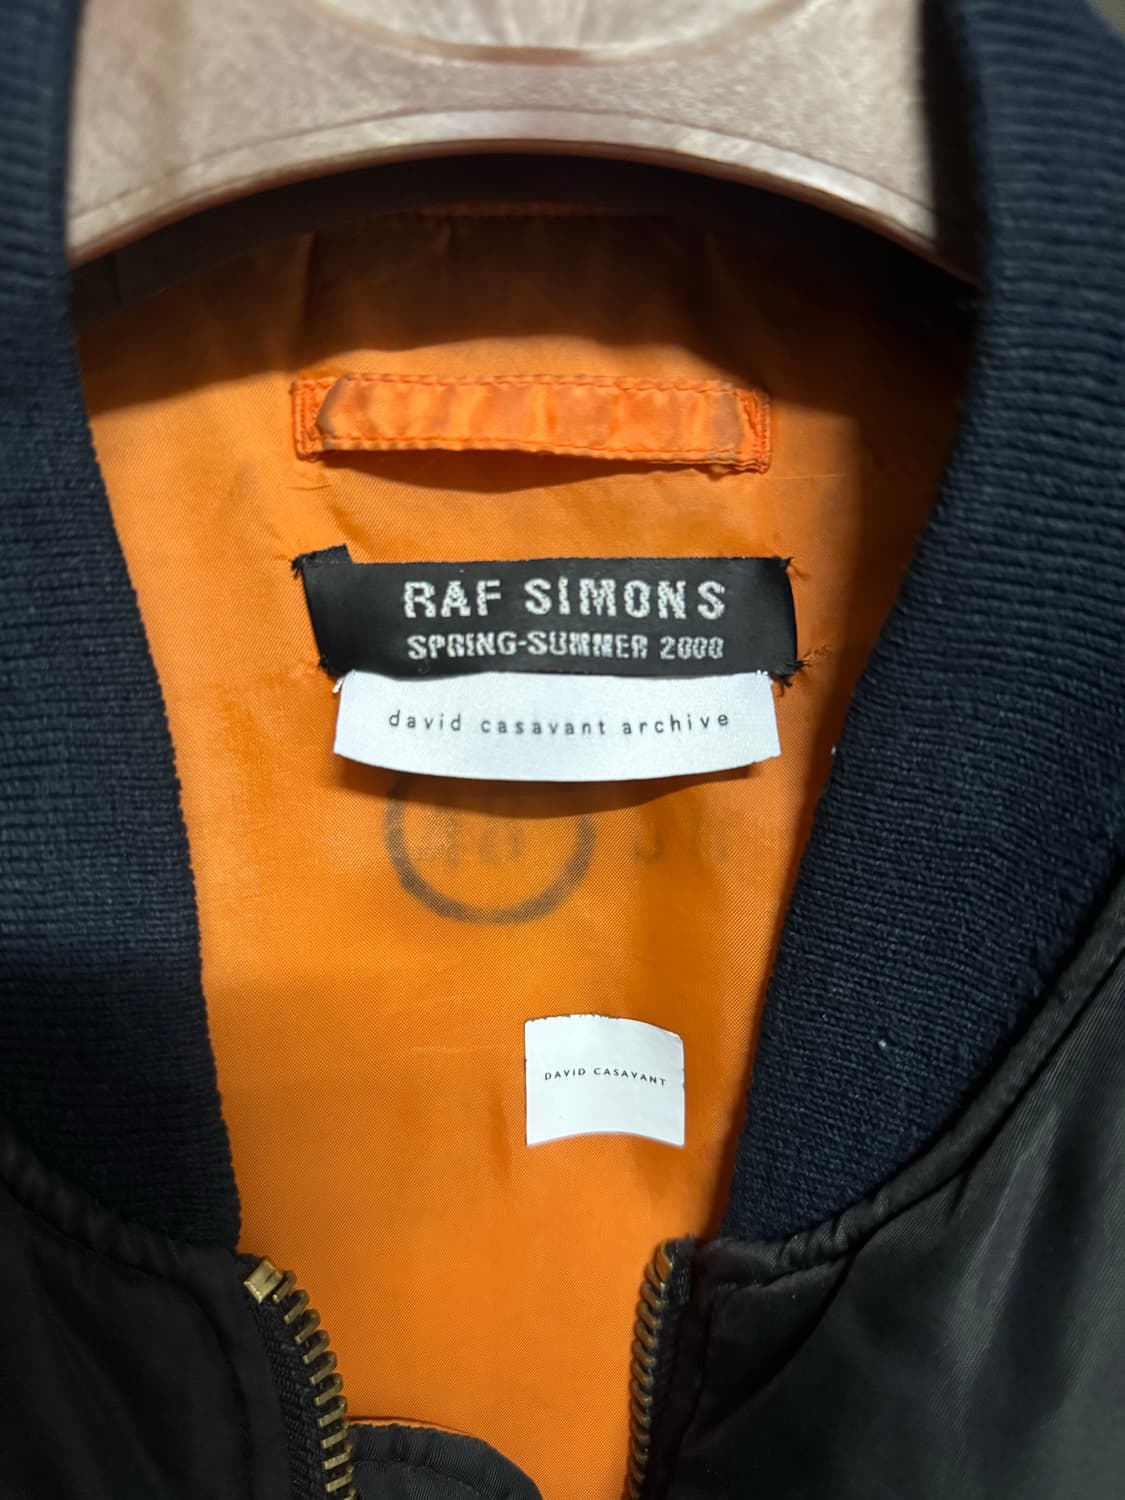 RAF SIMONS
SPRING-SUMMER 2000
david casavant archive
DAVID CASAVANT